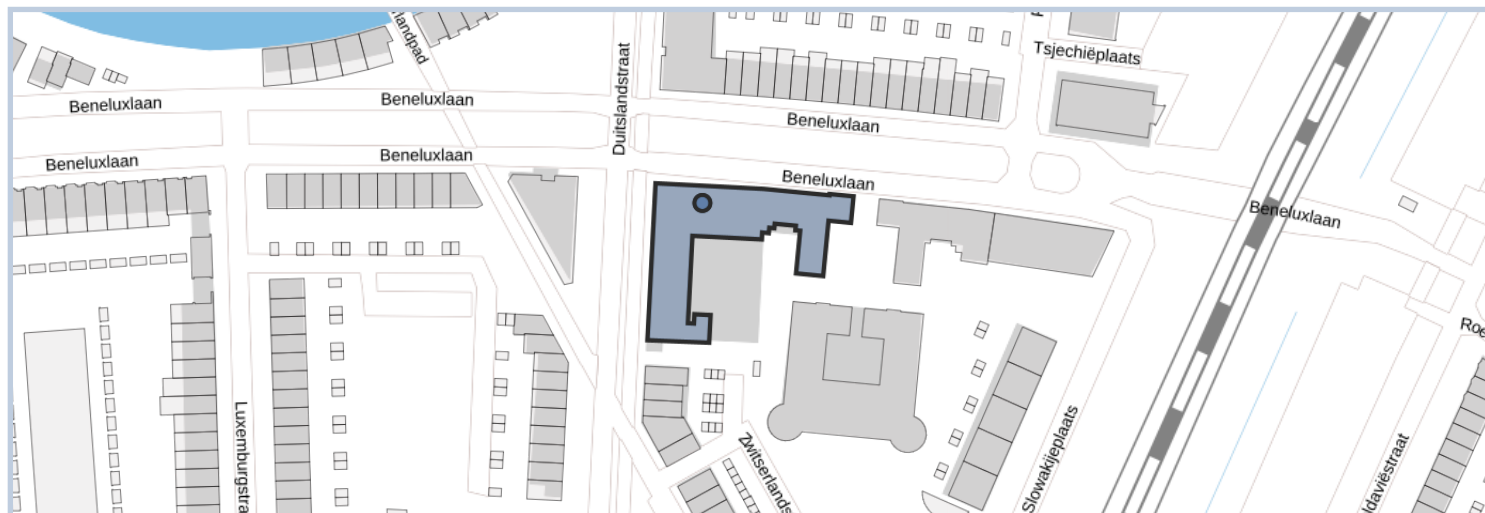 Tsjechiëplaats
Beneluxlaan
Beneluxlaan
Beneluxlaan
Duitslandstraat
Beneluxlaan
Beneluxlaan
Beneluxlaan
Beneluxlaan
Luxemburgstra
Zwitserlands
Slowakijeplaats